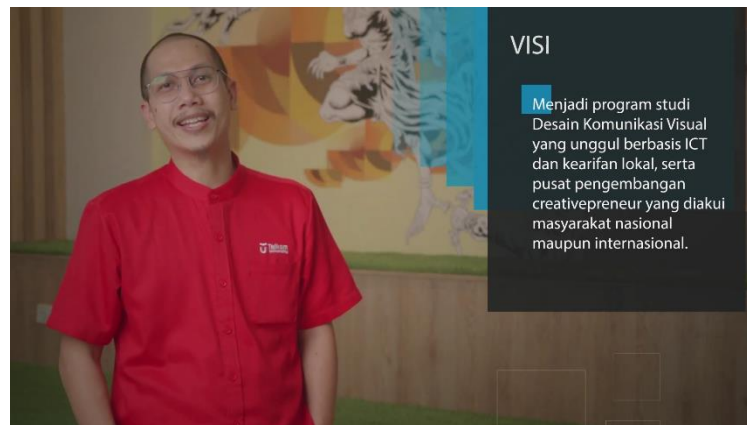 VISI
Menjadi program studi
Desain Komunikasi Visual
yang unggul berbasis ICT
dan kearifan lokal, serta
pusat pengembangan
creativepreneur yang diakui
masyarakat nasional
maupun internasional.
Telkom